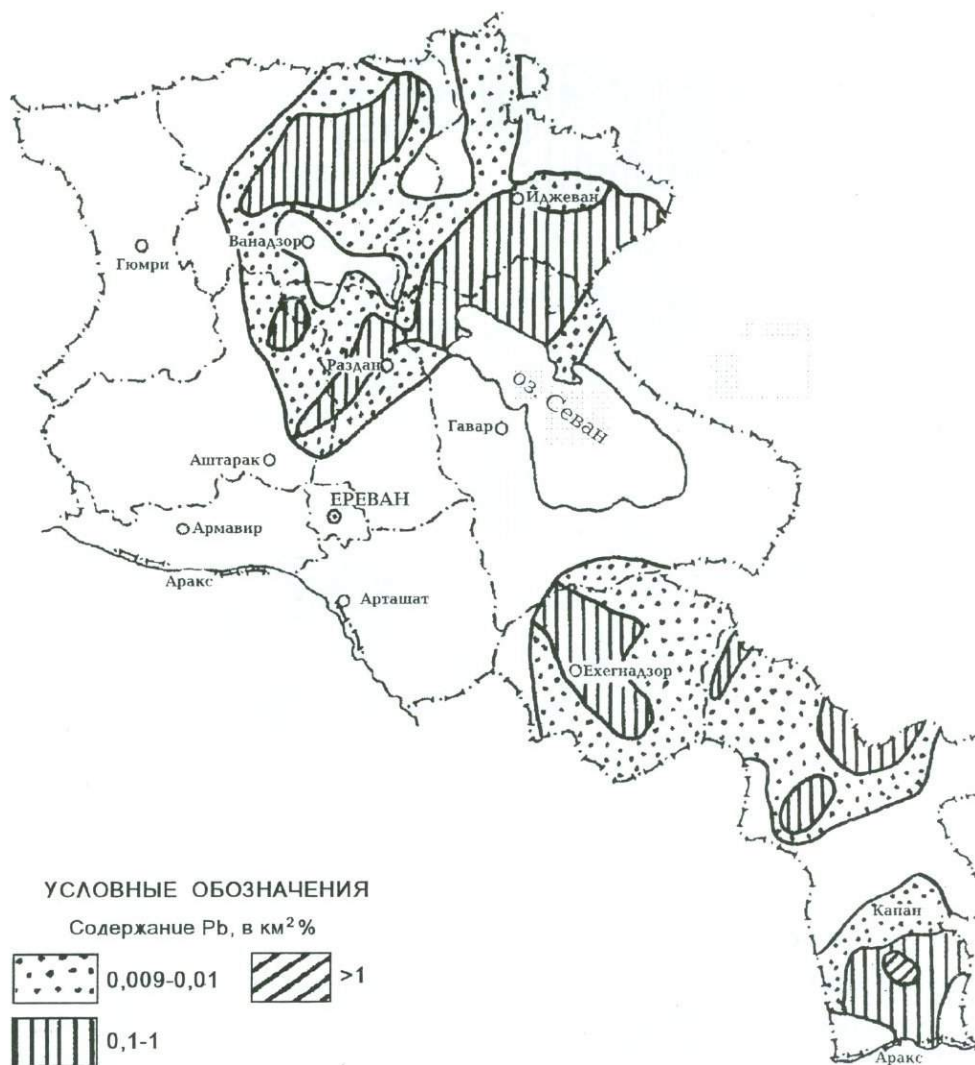 Иджеван
Ванадзор
Гюмри
Раздан
оз. Севан
Гавар
Аштарак
ЕРЕВАН
Армавир
Аракс
Арташат
Ехегнадзор
УСЛОВНЫЕ ОБОЗНАЧЕНИЯ
Содержание Pb, в км²%
0,009-0,01
>1
0,1-1
Капан
Аракс